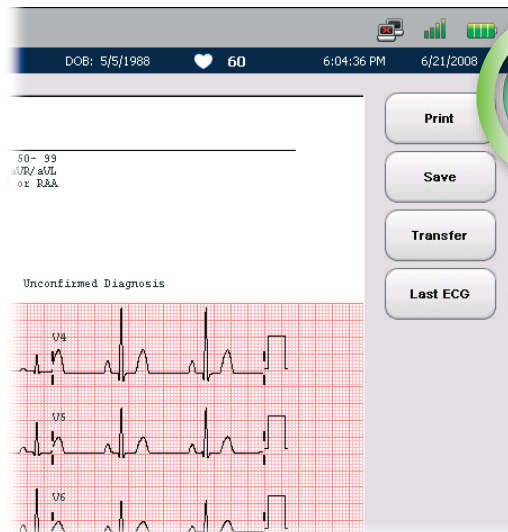 DOB: 5/5/1988 60 6:04:36 PM 6/21/2008
Print
50- 99
aVR/aVL
or RAA
Save
Transfer
Unconfirmed Diagnosis
Last ECG
V4
V5
V6